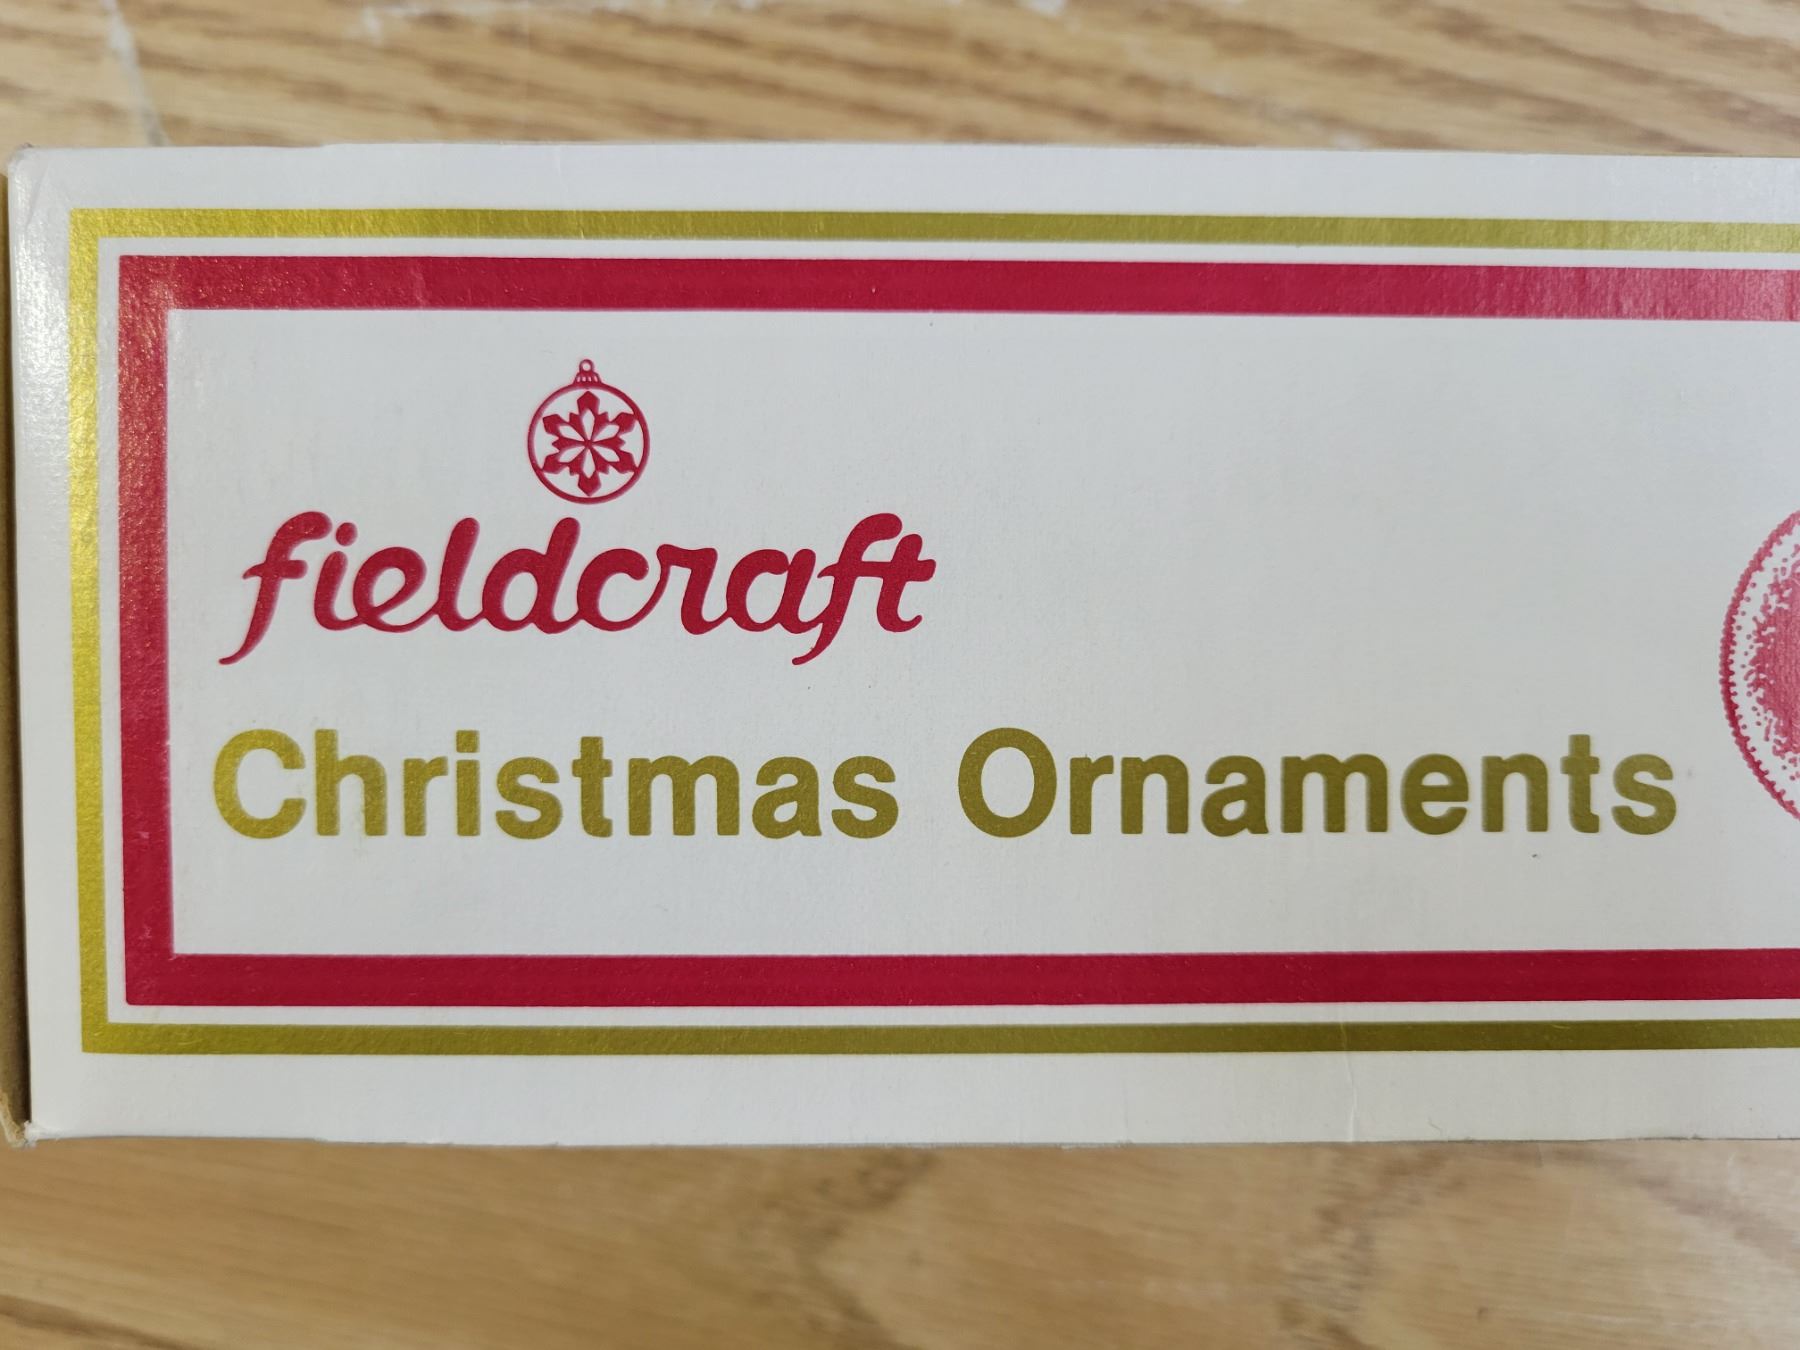 fieldcraft
Christmas Ornaments